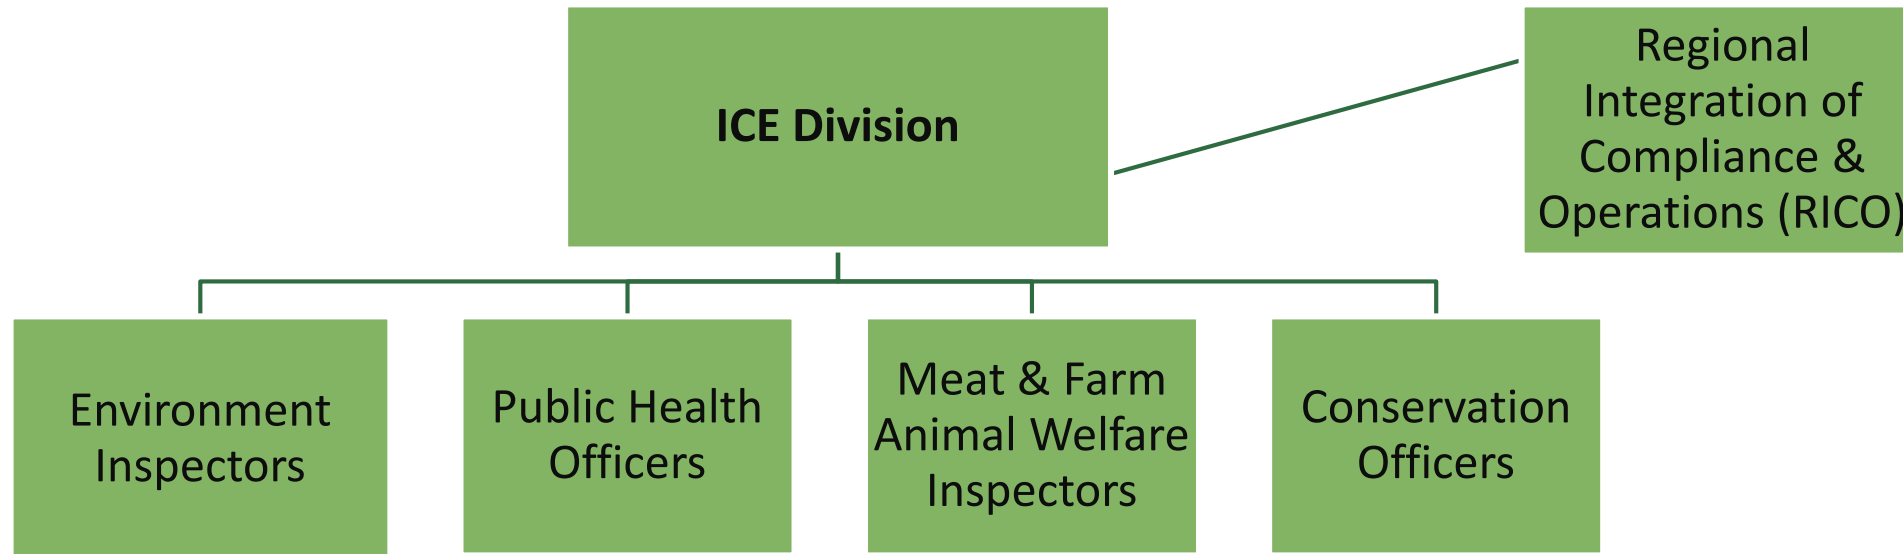 ICE Division
Regional
Integration of
Compliance &
Operations (RICO)
Environment
Inspectors
Public Health
Officers
Meat & Farm
Animal Welfare
Inspectors
Conservation
Officers